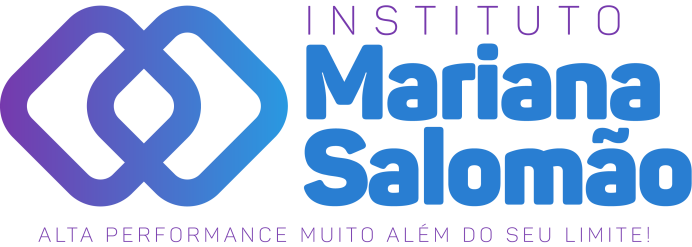 INSTITUTO
Mariana
Salomão
ALTA PERFORMANCE MUITO ALÉM DO SEU LIMITE!